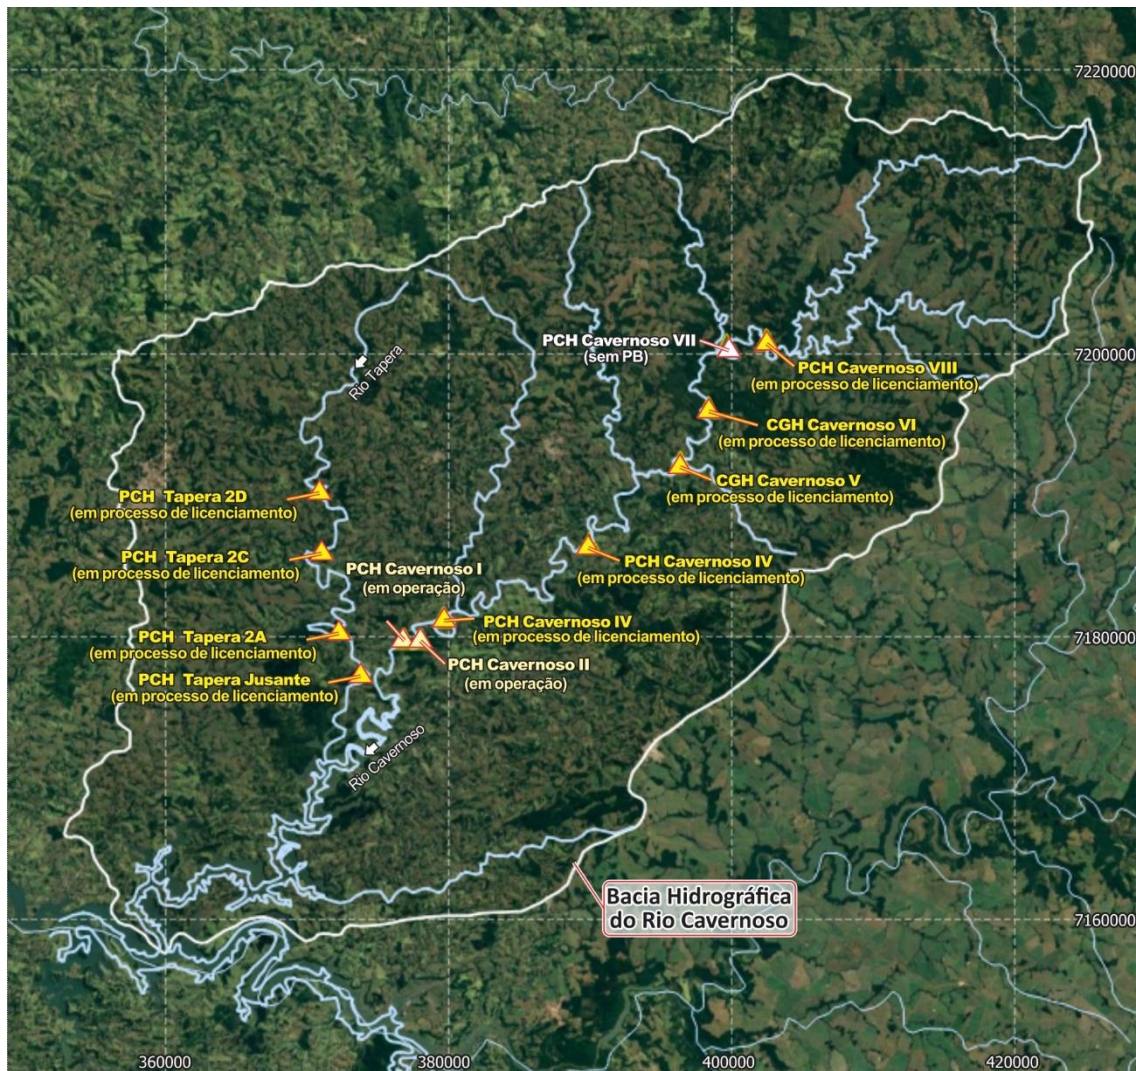 7220000
Rio Tapera
PCH Cavernoso VII
(sem PB)
7200000
PCH Cavernoso VIII
(em processo de licenciamento)
CGH Cavernoso VI
(em processo de licenciamento)
CGH Cavernoso V
(em processo de licenciamento)
PCH Tapera 2D
(em processo de licenciamento)
PCH Tapera 2C
(em processo de licenciamento)
PCH Cavernoso I
(em operação)
PCH Cavernoso IV
(em processo de licenciamento)
PCH Cavernoso IV
(em processo de licenciamento)
PCH Tapera 2A
(em processo de licenciamento)
7180000
PCH Cavernoso II
(em operação)
PCH Tapera Jusante
(em processo de licenciamento)
Rio Cavernoso
Bacia Hidrográfica
do Rio Cavernoso
7160000
360000
380000
400000
420000